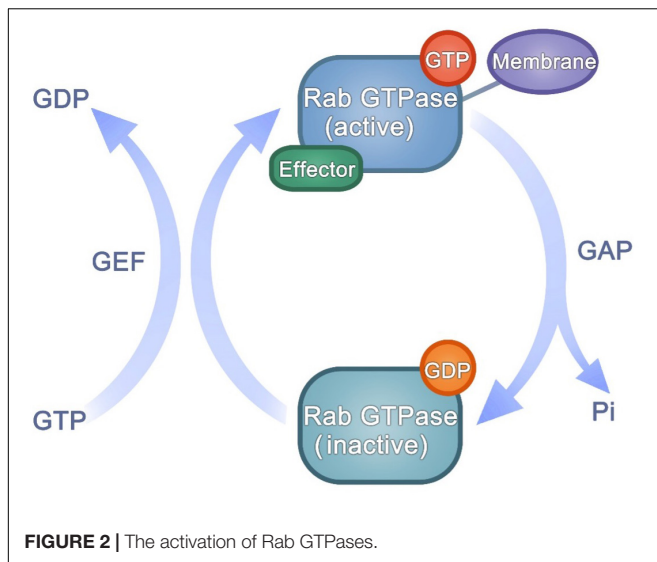 GTP
Membrane
GDP
Rab GTPase
(active)
Effector
GEF
GAP
GDP
Rab GTPase
(inactive)
GTP
Pi
FIGURE 2 | The activation of Rab GTPases.